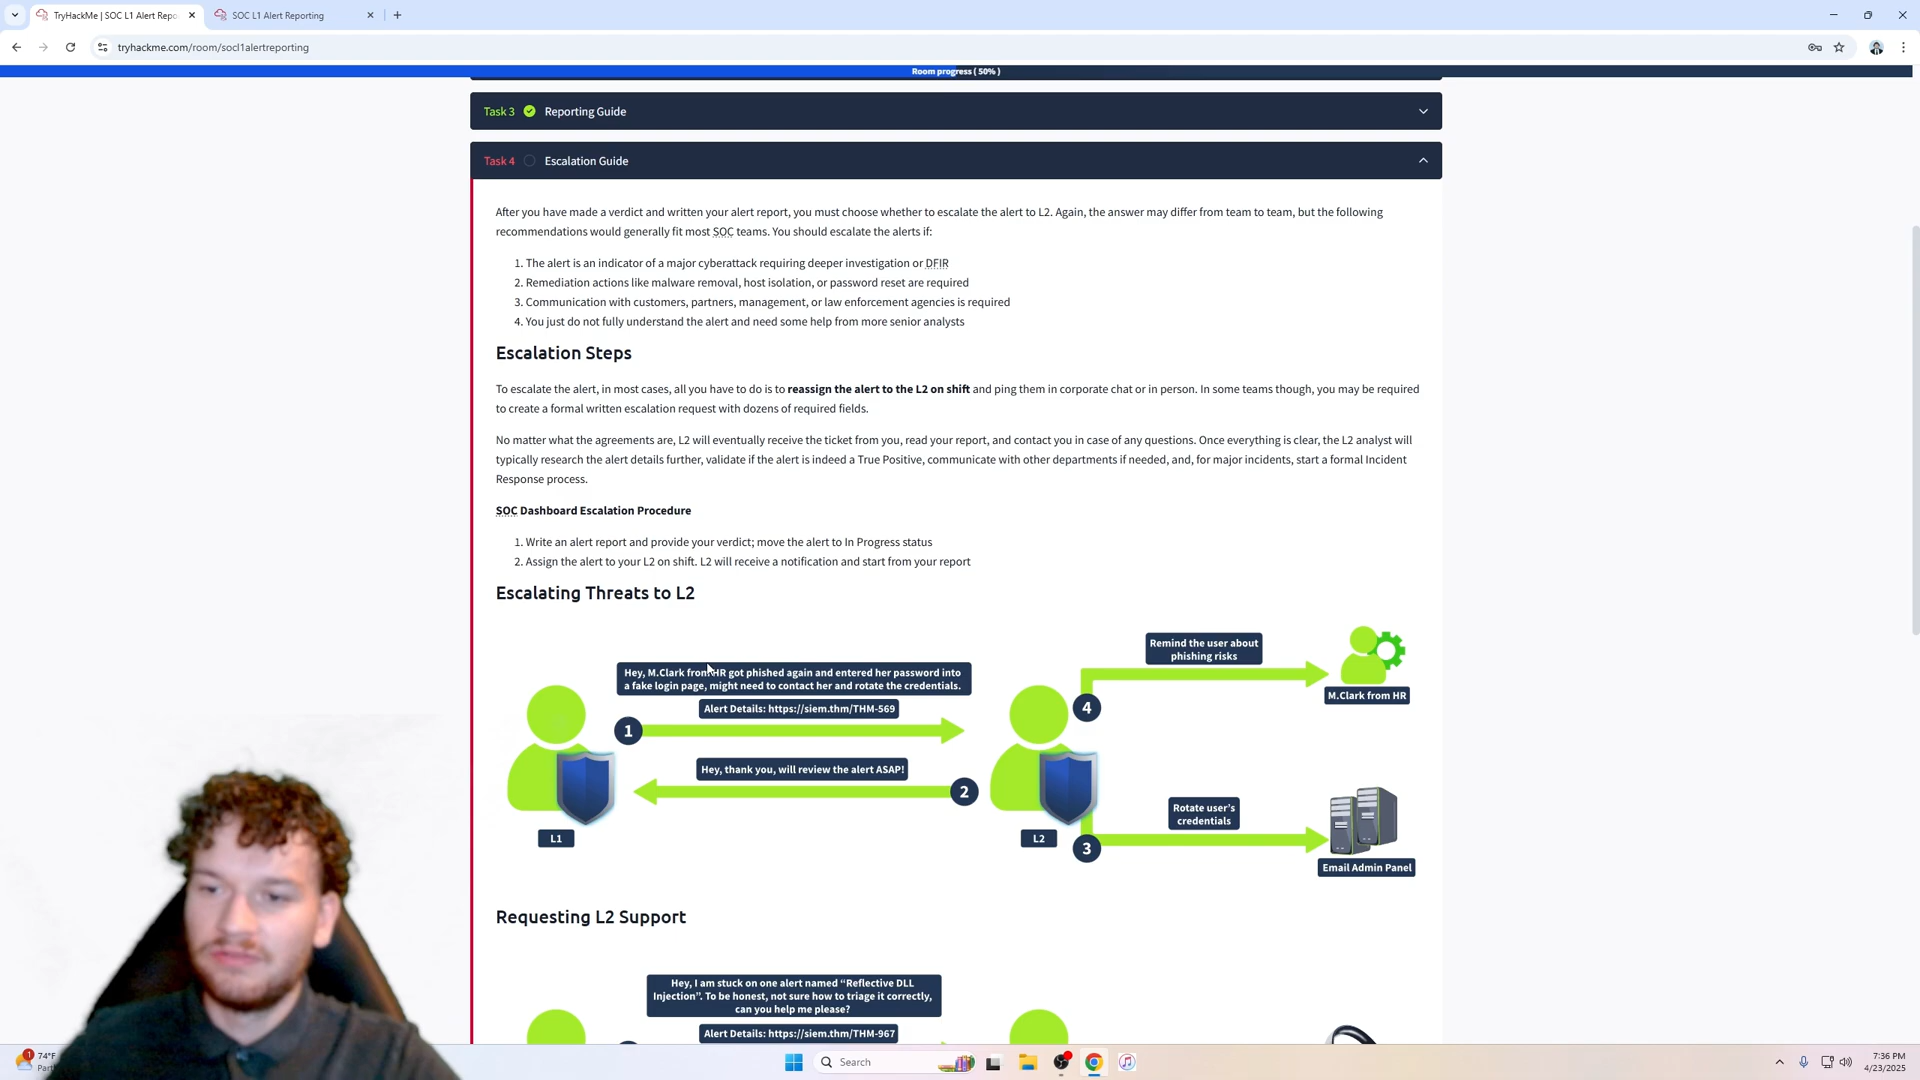 TryHackMe | SOC L1 Alert Repo
SOC L1 Alert Reporting
tryhackme.com/room/socl1alertreporting
Room progress ( 50% )
Task 3 Reporting Guide
Task 4 Escalation Guide
After you have made a verdict and written your alert report, you must choose whether to escalate the alert to L2. Again, the answer may differ from team to team, but the following
recommendations would generally fit most SOC teams. You should escalate the alerts if:
1. The alert is an indicator of a major cyberattack requiring deeper investigation or DFIR
2. Remediation actions like malware removal, host isolation, or password reset are required
3. Communication with customers, partners, management, or law enforcement agencies is required
4. You just do not fully understand the alert and need some help from more senior analysts
Escalation Steps
To escalate the alert, in most cases, all you have to do is to reassign the alert to the L2 on shift and ping them in corporate chat or in person. In some teams though, you may be required
to create a formal written escalation request with dozens of required fields.
No matter what the agreements are, L2 will eventually receive the ticket from you, read your report, and contact you in case of any questions. Once everything is clear, the L2 analyst will
typically research the alert details further, validate if the alert is indeed a True Positive, communicate with other departments if needed, and, for major incidents, start a formal Incident
Response process.
SOC Dashboard Escalation Procedure
1. Write an alert report and provide your verdict; move the alert to In Progress status
2. Assign the alert to your L2 on shift. L2 will receive a notification and start from your report
Escalating Threats to L2
Hey, M.Clark from HR got phished again and entered her password into
a fake login page, might need to contact her and rotate the credentials.
Alert Details: https://siem.thm/THM-569
1
Hey, thank you, will review the alert ASAP!
2
L1
L2
Remind the user about
phishing risks
4
M.Clark from HR
Rotate user's
credentials
3
Email Admin Panel
Requesting L2 Support
Hey, I am stuck on one alert named “Reflective DLL
Injection”. To be honest, not sure how to triage it correctly,
can you help me please?
Alert Details: https://siem.thm/THM-967
1
74°F
Search
7:36 PM
4/23/2025